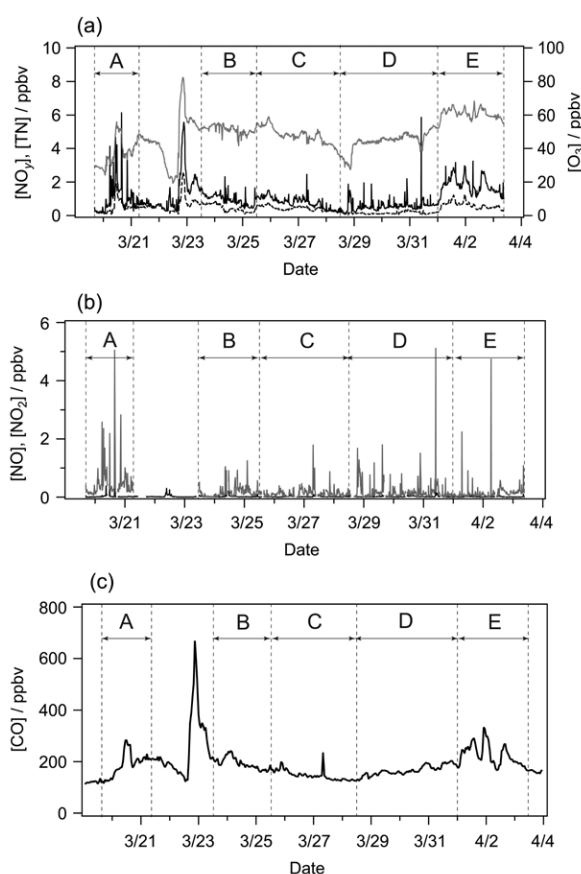 (a)
[NOy], [TN] / ppbv
10
8
6
4
2
0
A
B
C
D
E
100
80
60
40
20
0
[O3] / ppbv
3/21
3/23
3/25
3/27
3/29
3/31
4/2
4/4
Date
(b)
[NO], [NO2] / ppbv
6
4
2
0
A
B
C
D
E
3/21
3/23
3/25
3/27
3/29
3/31
4/2
4/4
Date
(c)
[CO] / ppbv
800
600
400
200
0
A
B
C
D
E
3/21
3/23
3/25
3/27
3/29
3/31
4/2
4/4
Date